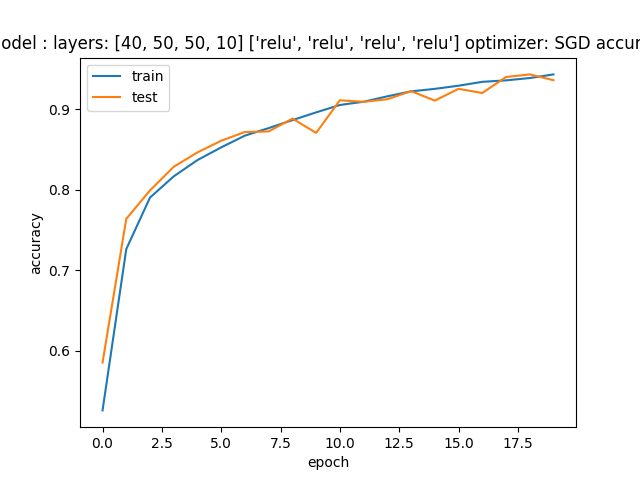 odel : layers: [40, 50, 50, 10] ['relu', 'relu', 'relu', 'relu'] optimizer: SGD accur
train
test
0.9
0.8
0.7
0.6
accuracy
0.0 2.5 5.0 7.5 10.0 12.5 15.0 17.5
epoch